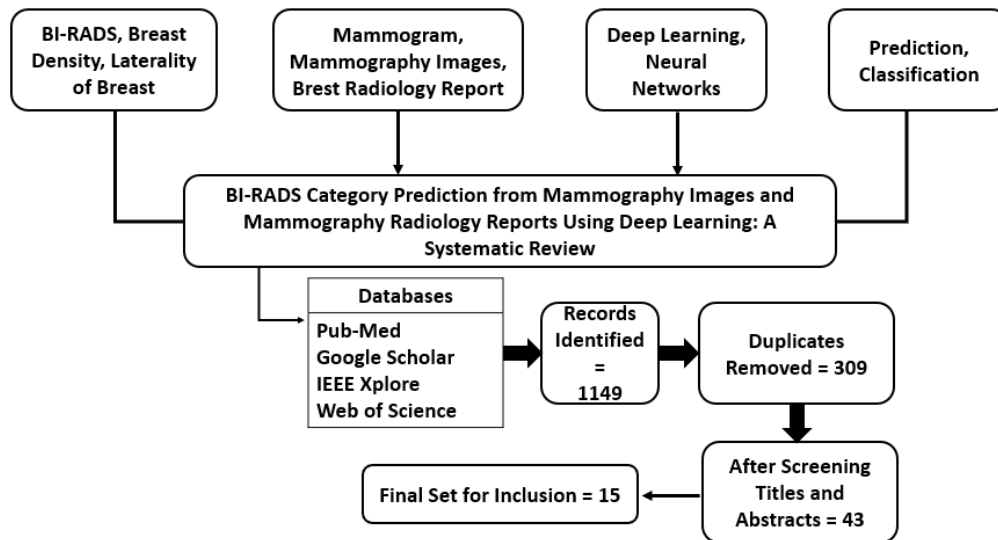 BI-RADS, Breast
Density, Laterality
of Breast
Mammogram,
Mammography Images,
Brest Radiology Report
Deep Learning,
Neural
Networks
Prediction,
Classification
BI-RADS Category Prediction from Mammography Images and
Mammography Radiology Reports Using Deep Learning: A
Systematic Review
Databases
Pub-Med
Google Scholar
IEEE Xplore
Web of Science
Records
Identified
=
1149
Duplicates
Removed = 309
After Screening
Titles and
Abstracts = 43
Final Set for Inclusion = 15